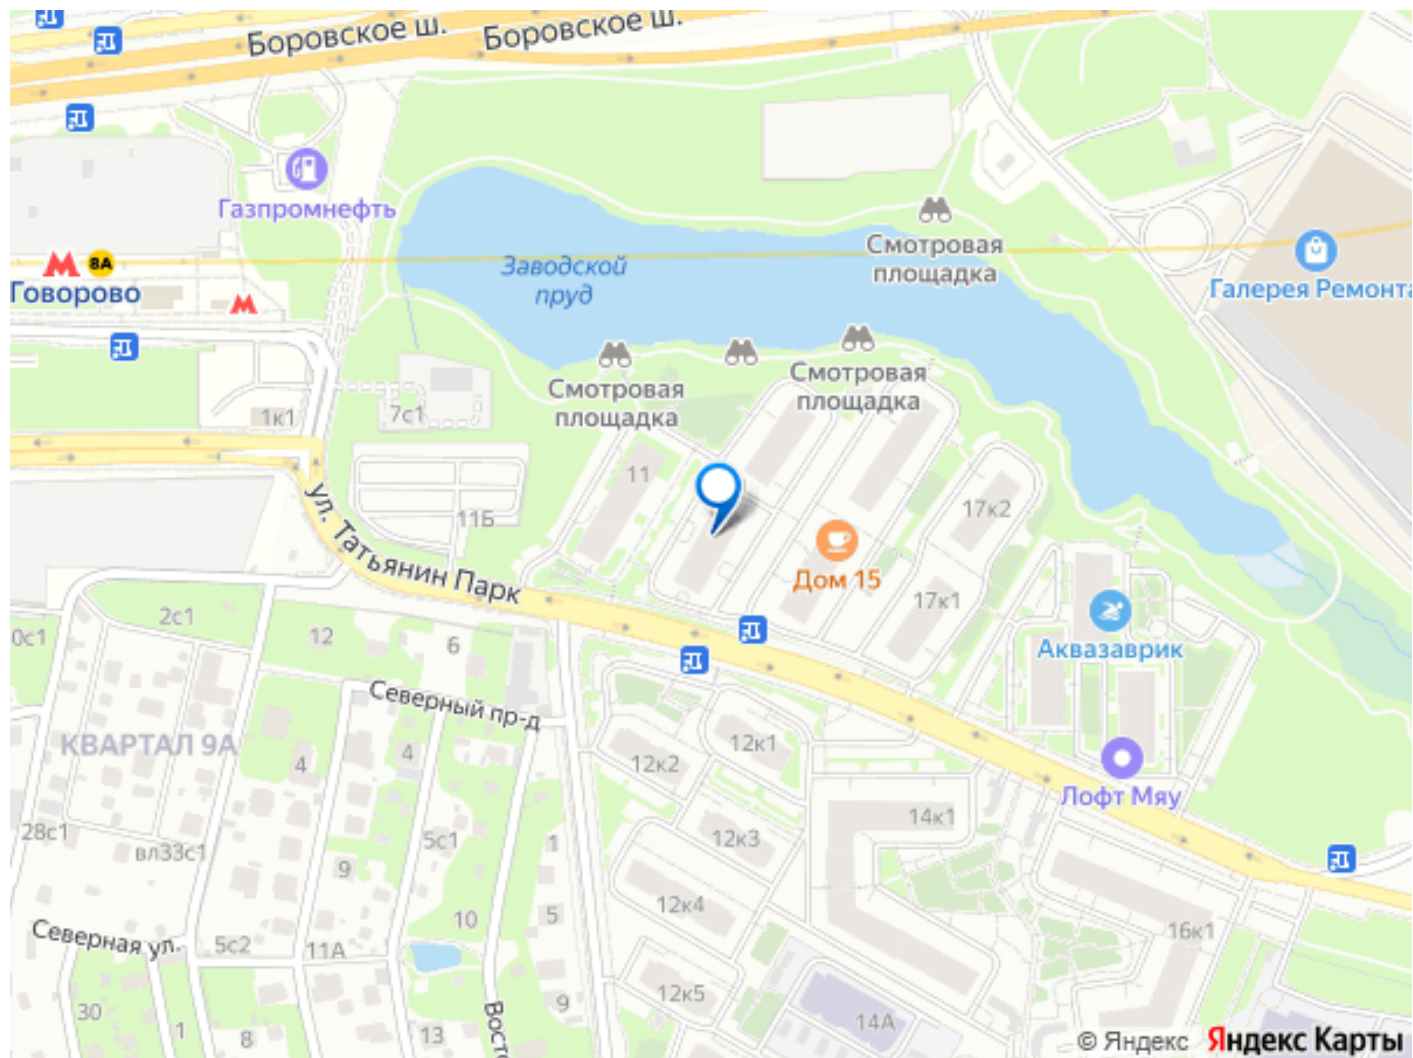 Боровское ш.
Боровское ш.
Газпромнефть
Заводской
пруд
Смотровая
площадка
М 8А
Говорово
М
Галерея Ремонта
Смотровая
площадка
Смотровая
площадка
1к1
7с1
11
11Б
17к2
ул. Татьянин Парк
Дом 15
17к1
Аквазаврик
2с1
0с1
12
6
Северный пр-д
КВАРТАЛ 9А
4
4
12к2
12к1
Лофт Мяу
14к1
28с1
вл33с1
5с1
9
1
12к3
12к4
10
5
Северная ул.
5с2
11А
16к1
30
1
8
13
9
Вост
12к5
14А
© Яндекс Яндекс Карты